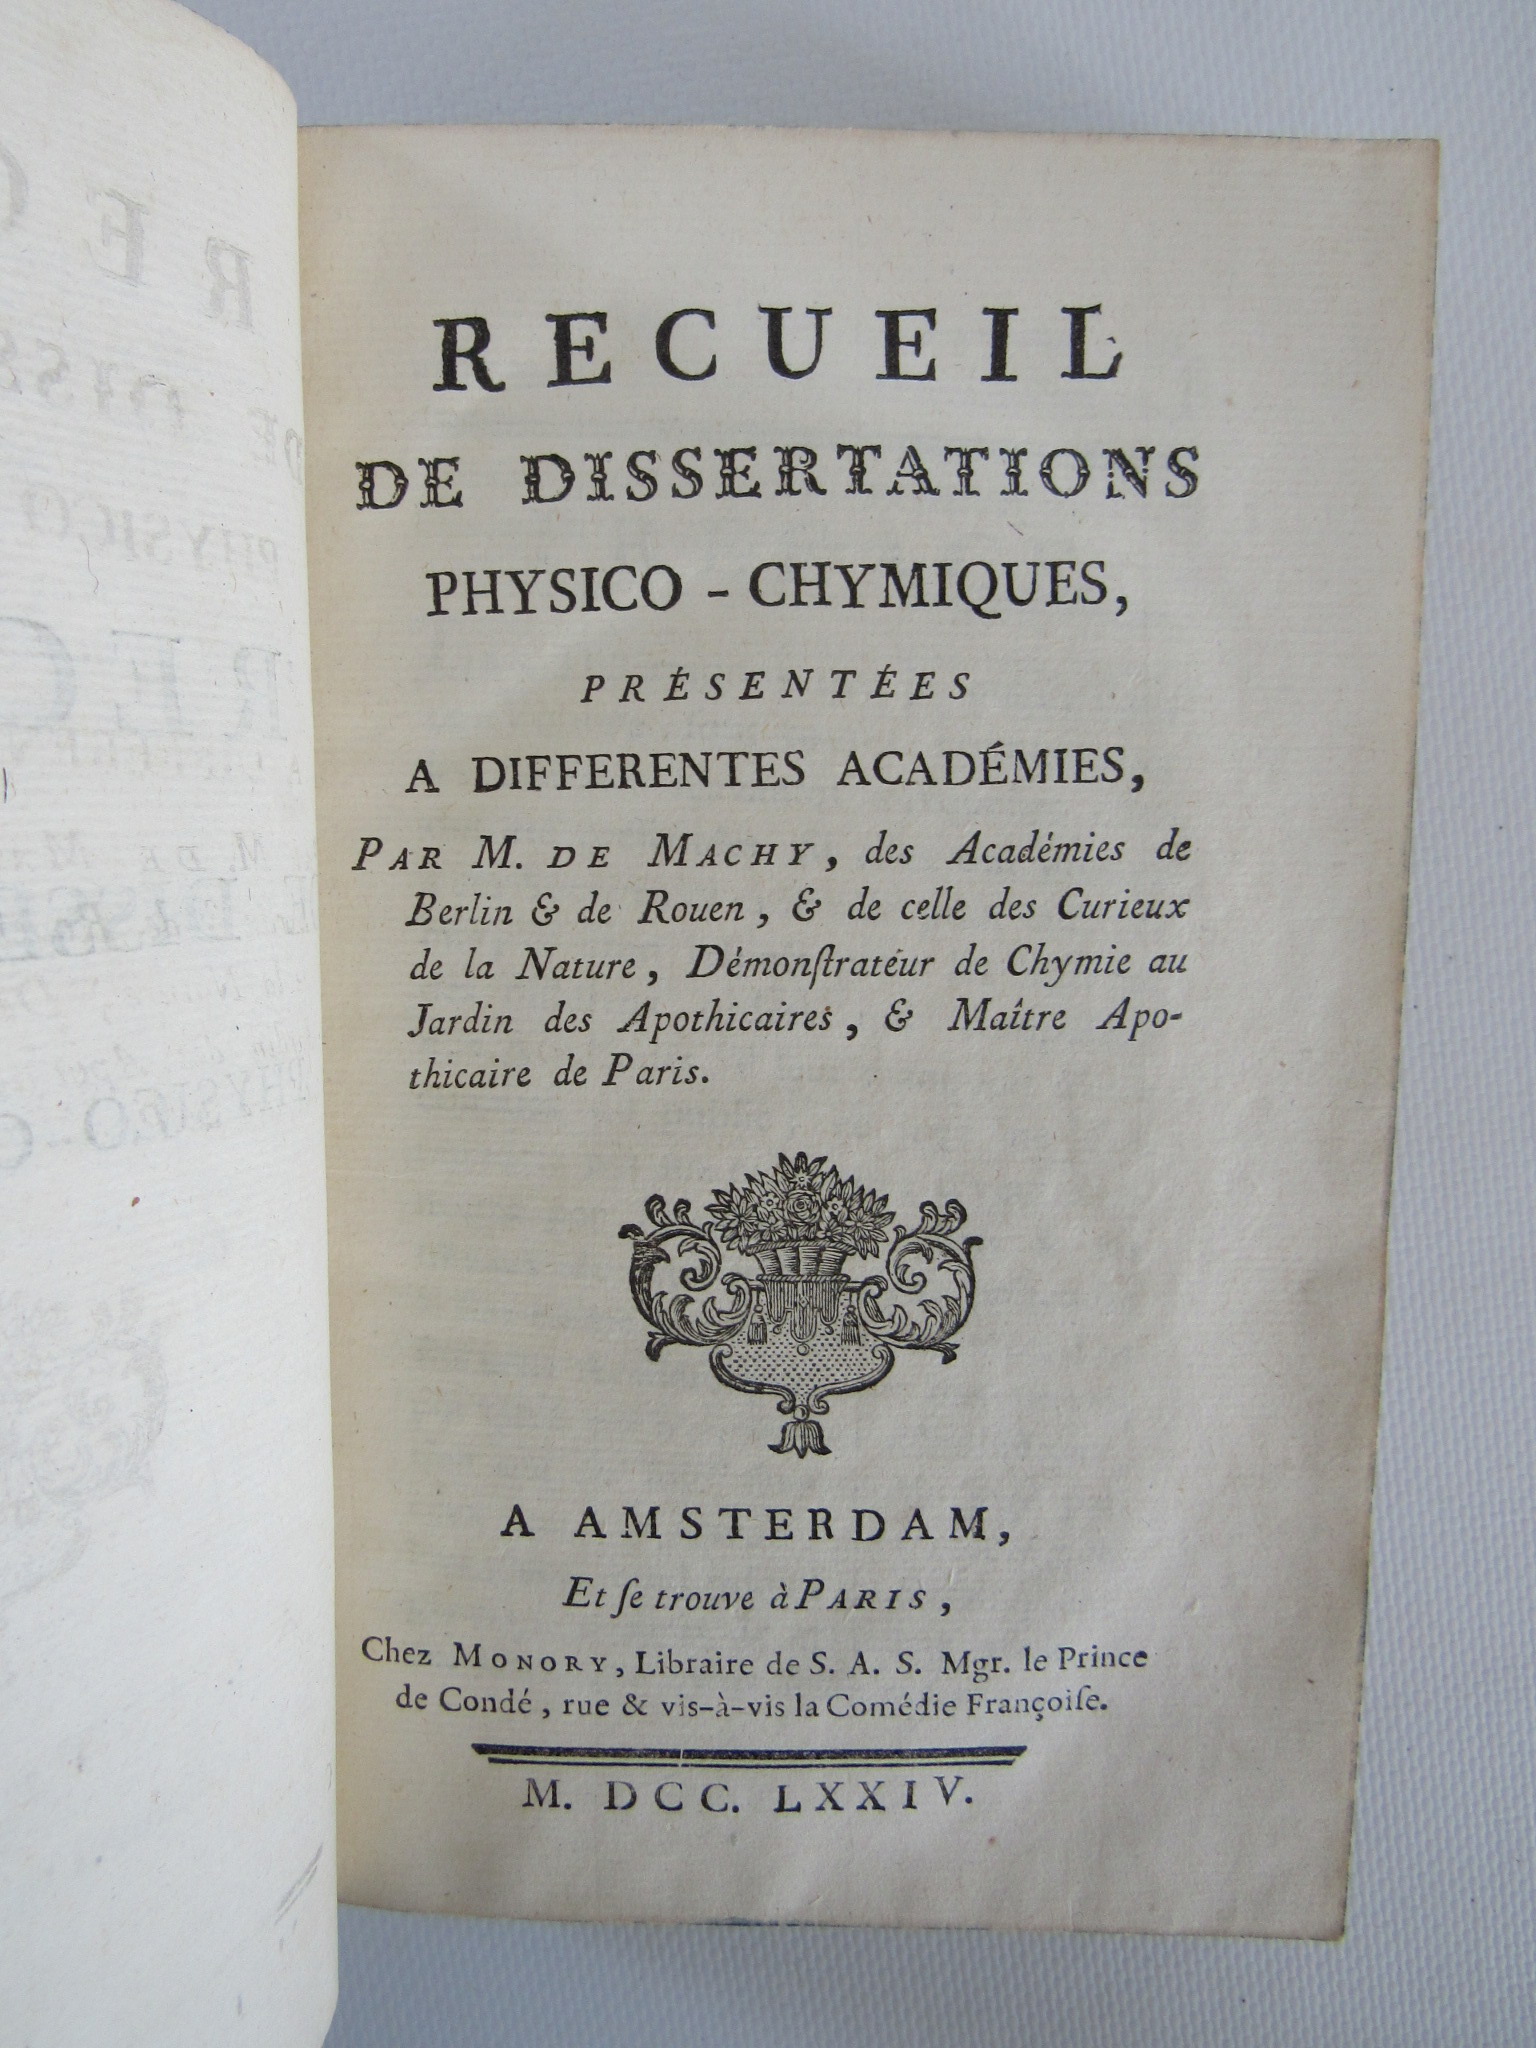 RECUEIL
DE DISSERTATIONS
PHYSICO - CHYMIQUES,
PRÉSENTÉES
A DIFFERENTES ACADÉMIES,
PAR M. DE MACHY, des Académies de
Berlin & de Rouen, & de celle des Curieux
de la Nature, Démonſtrateur de Chymie au
Jardin des Apothicaires, & Maître Apo-
thicaire de Paris.
A AMSTERDAM,
Et ſe trouve à PARIS,
Chez MONORY, Libraire de S. A. S. Mgr. le Prince
de Condé, rue & vis-à-vis la Comédie Françoiſe.
M. DCC. LXXIV.